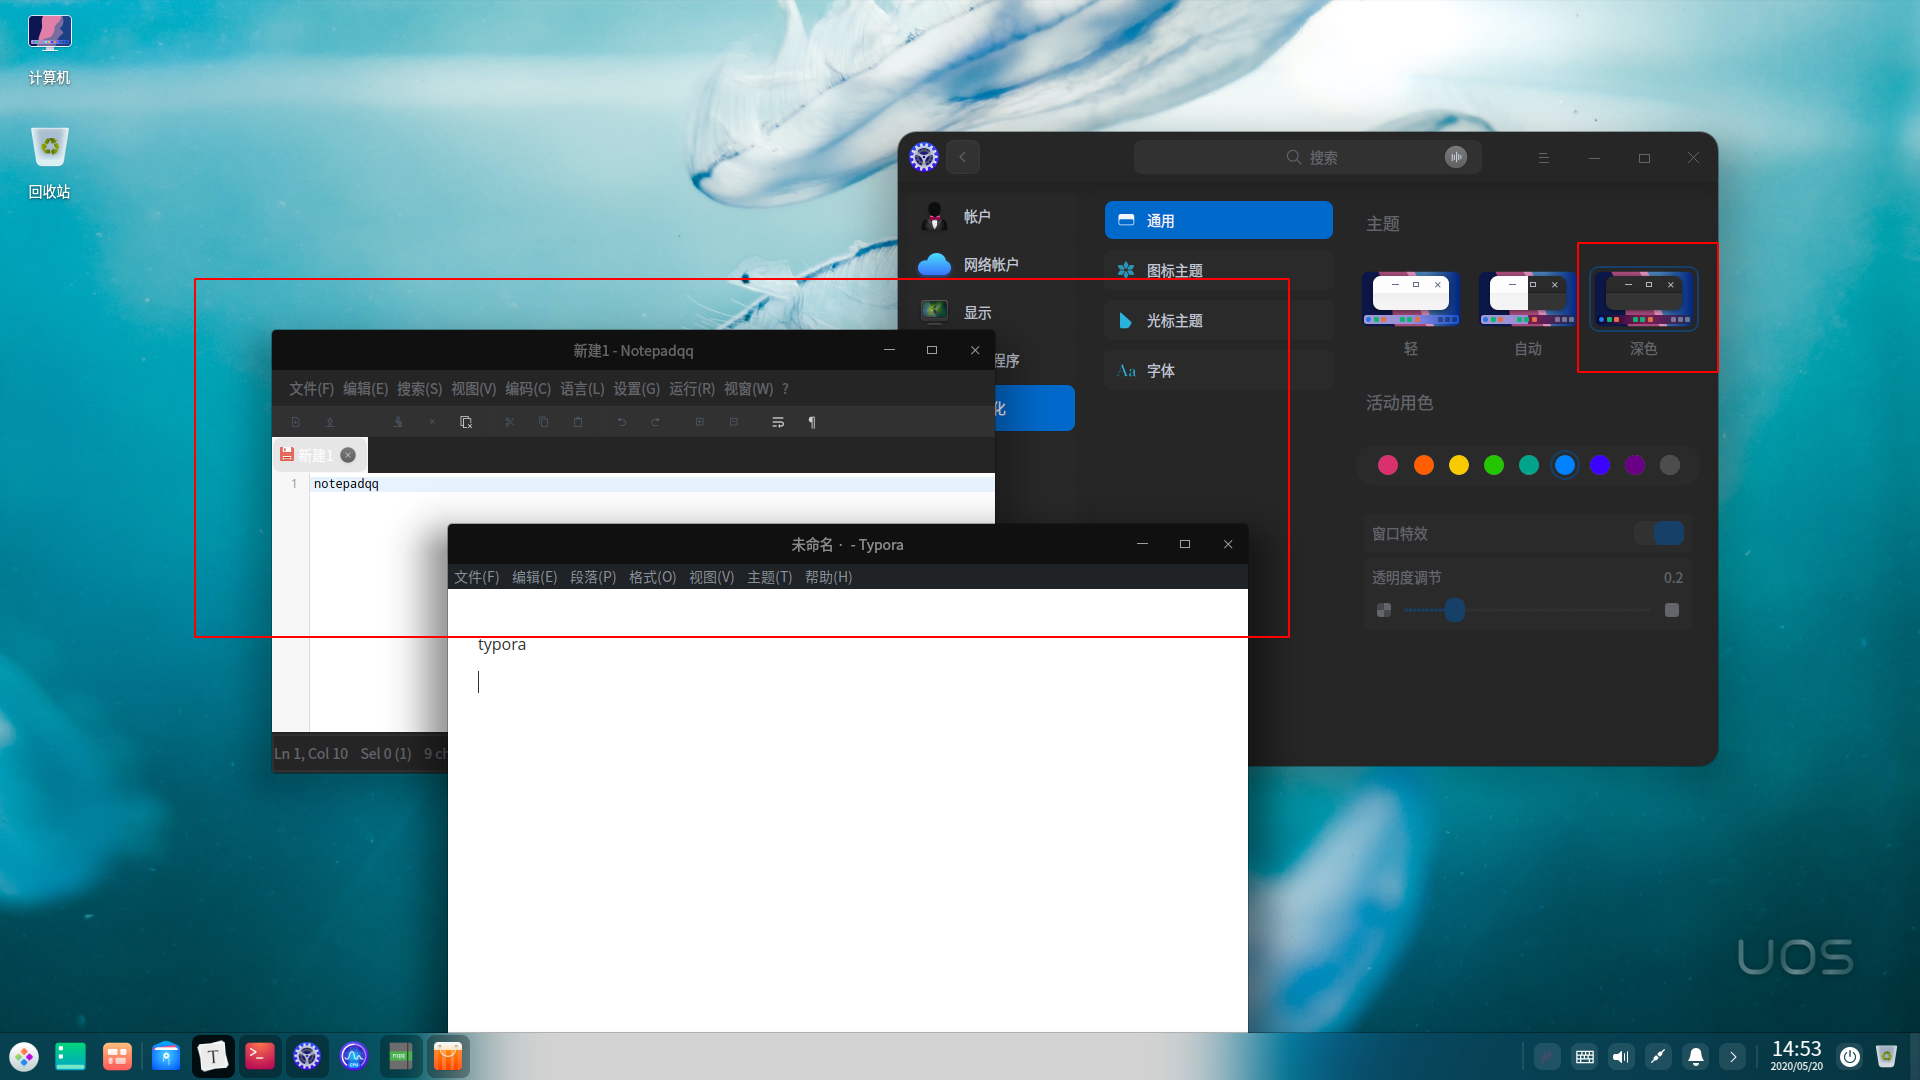 计算机
回收站
搜索
帐户
网络帐户
显示
程序
化
通用
图标主题
光标主题
Aa 字体
主题
轻
自动
深色
活动用色
窗口特效
透明度调节 0.2
新建1 - Notepadqq
文件(F) 编辑(E) 搜索(S) 视图(V) 编码(C) 语言(L) 设置(G) 运行(R) 视窗(W) ?
新建1
1 notepadqq
Ln 1, Col 10 Sel 0 (1) 9 ch
未命名 · - Typora
文件(F) 编辑(E) 段落(P) 格式(O) 视图(V) 主题(T) 帮助(H)
typora
UOS
T
nqq
CPU
14:53
2020/05/20